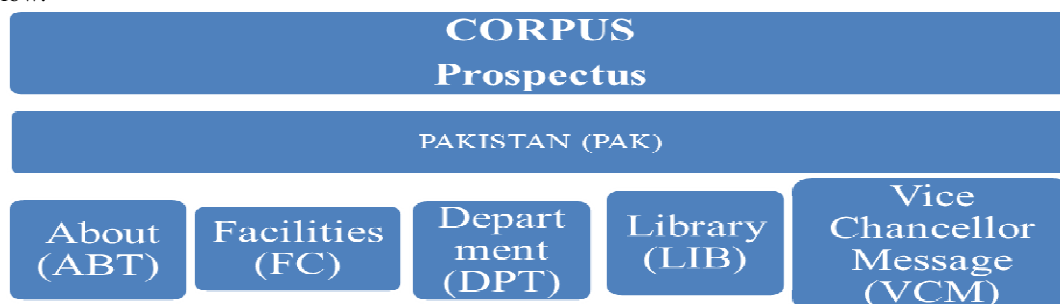 CORPUS
Prospectus
PAKISTAN (PAK)
About
(ABT)
Facilities
(FC)
Depart
ment
(DPT)
Library
(LIB)
Vice
Chancellor
Message
(VCM)